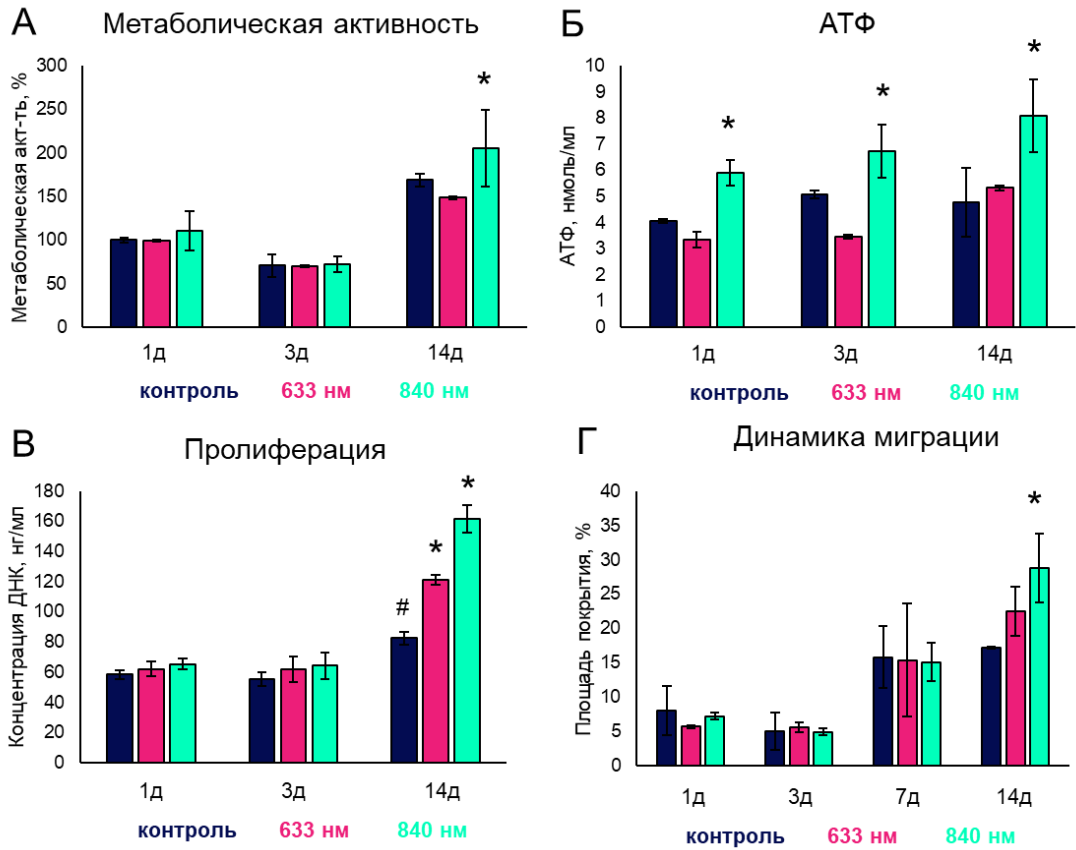 А
Метаболическая активность
Метаболическая акт-ть, %
300
250
200
150
100
50
0
*
1д
3д
14д
контроль 633 нм 840 нм
Б
АТФ
АТФ, нмоль/мл
10
9
8
7
6
5
4
3
2
1
0
*
*
*
1д
3д
14д
контроль 633 нм 840 нм
В
Пролиферация
Концентрация ДНК, нг/мл
180
160
140
120
100
80
60
40
20
0
#
*
*
1д
3д
14д
контроль 633 нм 840 нм
Г
Динамика миграции
Площадь покрытия, %
40
35
30
25
20
15
10
5
0
*
1д
3д
7д
14д
контроль 633 нм 840 нм